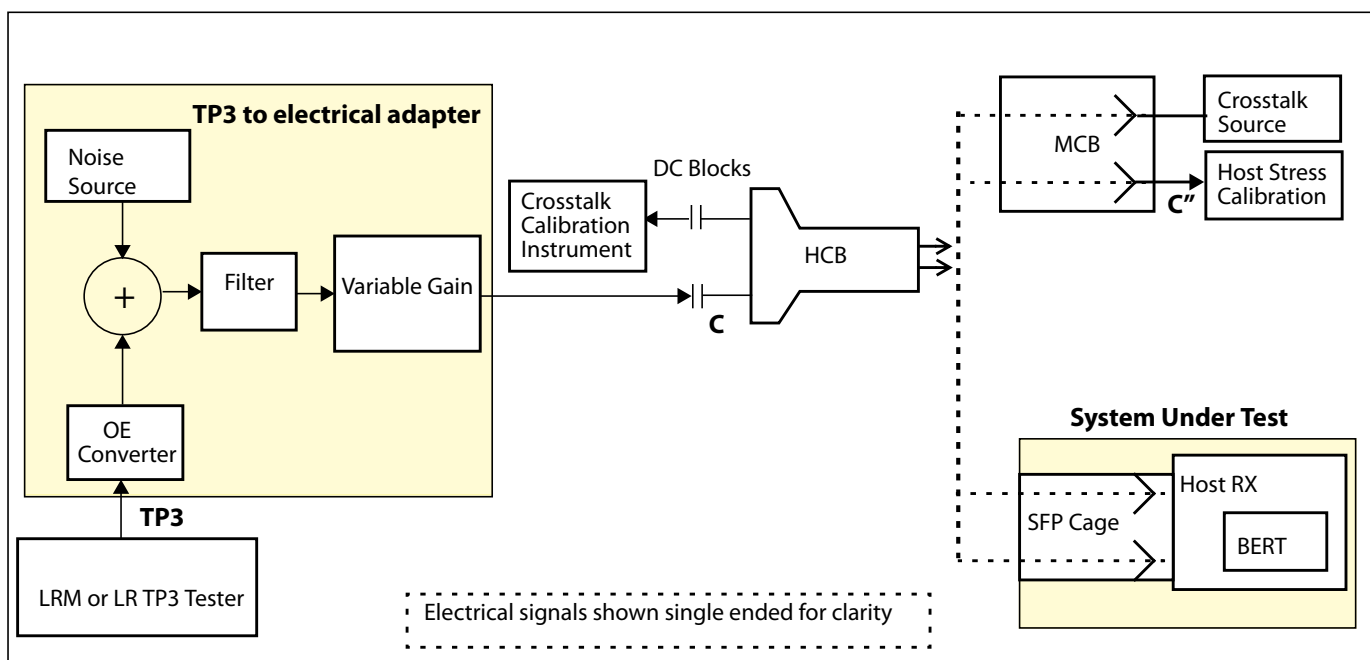 TP3 to electrical adapter
Noise
Source
+
Filter
Variable Gain
OE
Converter
TP3
LRM or LR TP3 Tester
DC Blocks
Crosstalk
Calibration
Instrument
C
HCB
MCB
Crosstalk
Source
Host Stress
Calibration
C”
System Under Test
Host RX
SFP Cage
BERT
Electrical signals shown single ended for clarity